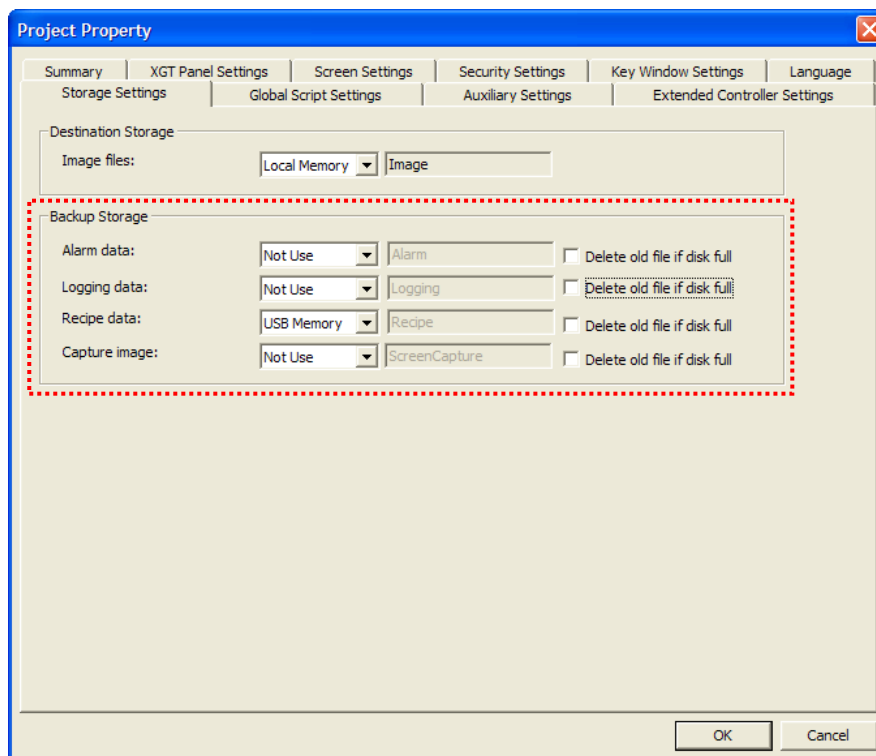 Project Property
Summary XGT Panel Settings Screen Settings Security Settings Key Window Settings Language
Storage Settings Global Script Settings Auxiliary Settings Extended Controller Settings
Destination Storage
Image files: Local Memory Image
Backup Storage
Alarm data: Not Use Alarm Delete old file if disk full
Logging data: Not Use Logging Delete old file if disk full
Recipe data: USB Memory Recipe Delete old file if disk full
Capture image: Not Use ScreenCapture Delete old file if disk full
OK Cancel